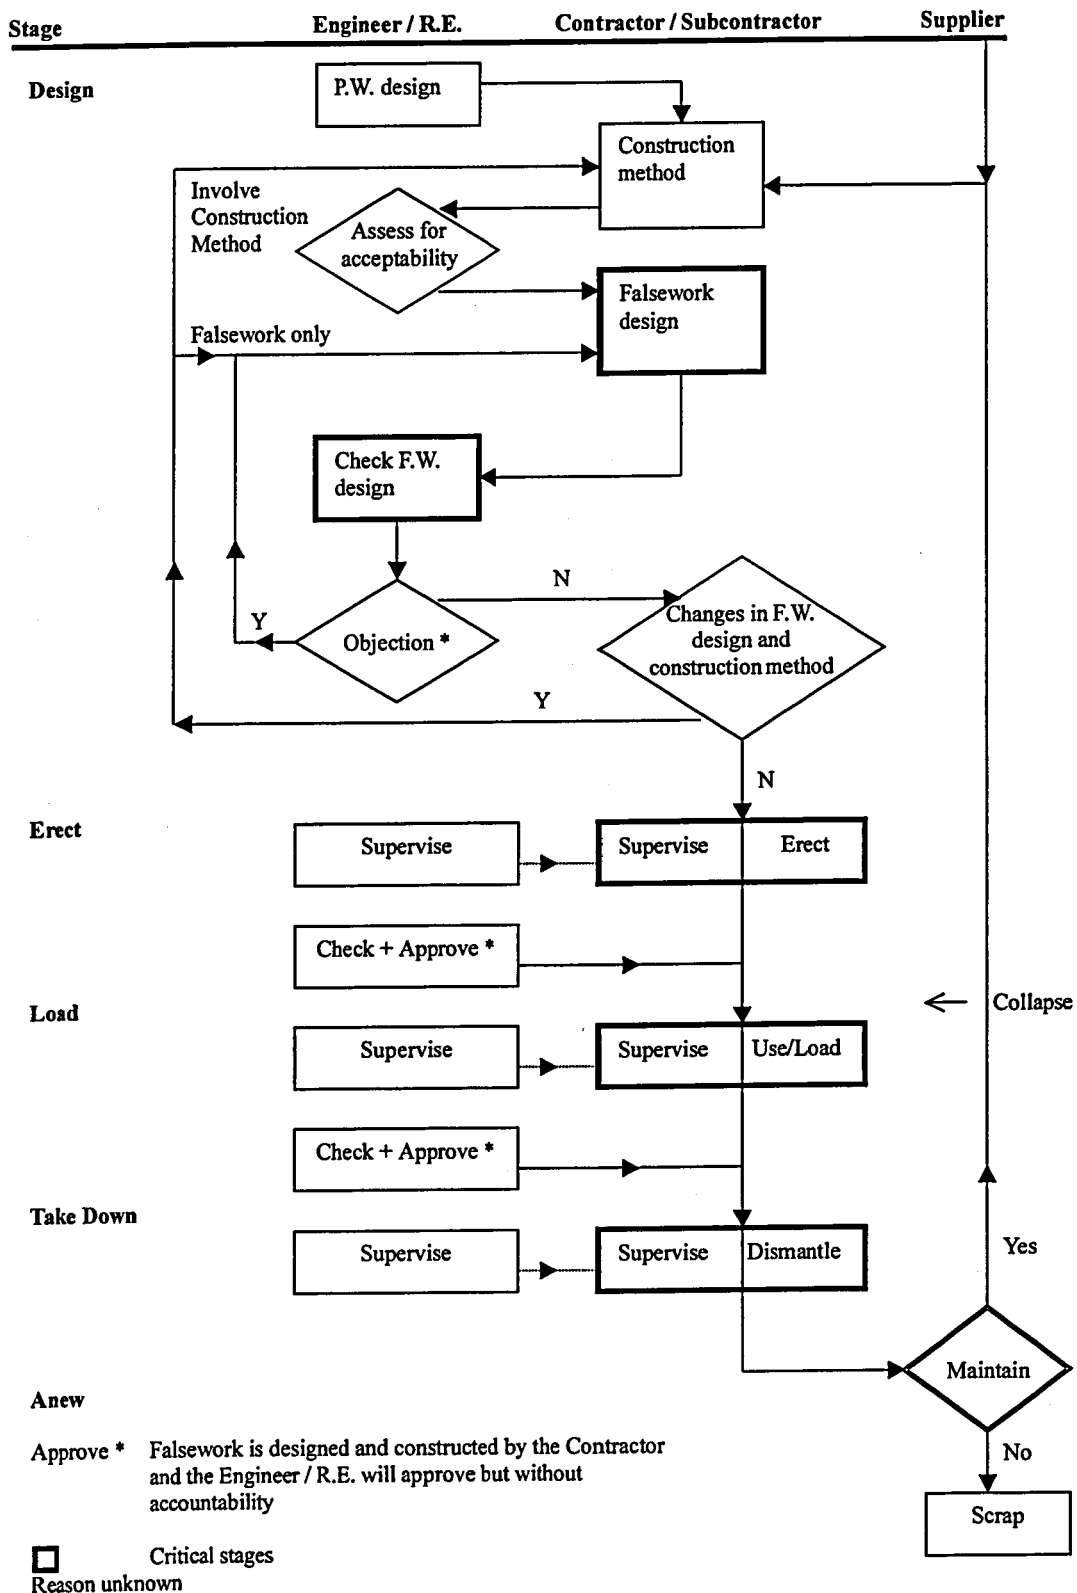 Stage Engineer / R.E. Contractor / Subcontractor Supplier
Design
P.W. design
Construction
method
Involve
Construction
Method
Assess for
acceptability
Falsework
design
Falsework only
Check F.W.
design
N
Y
Objection *
Changes in F.W.
design and
construction method
Y
N
Erect
Supervise
Supervise
Erect
Check + Approve *
Load
Collapse
Supervise
Supervise
Use/Load
Check + Approve *
Take Down
Supervise
Supervise
Dismantle
Yes
Maintain
Anew
No
Approve * Falsework is designed and constructed by the Contractor
and the Engineer / R.E. will approve but without
accountability
Scrap
Critical stages
Reason unknown